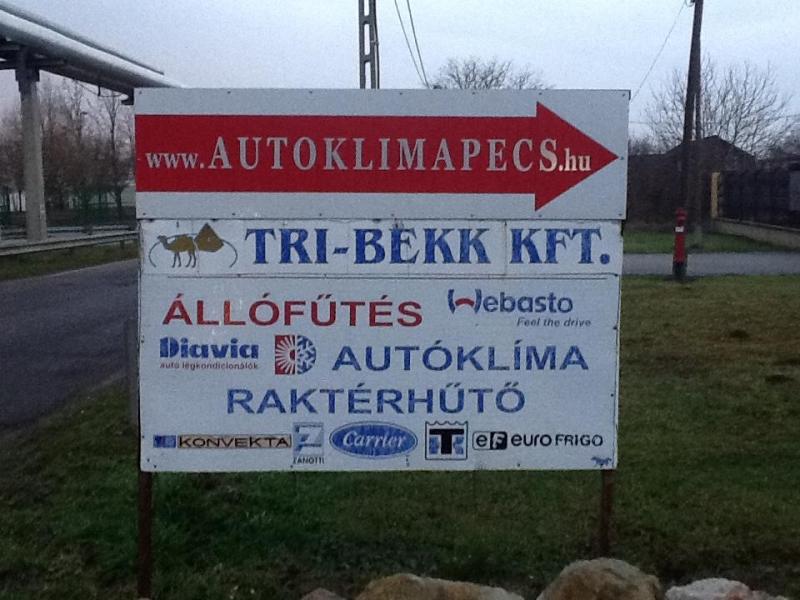 www.AUTOKLIMAPECS.hu
TRI-BEKK KFT.
ÁLLÓFŰTÉS Webasto
Feel the drive
Diavia AUTÓKLÍMA
autó légkondicionálók
RAKTÉRHŰTŐ
KONVEKTA Z ZANOTTI Carrier TK ef EURO FRIGO